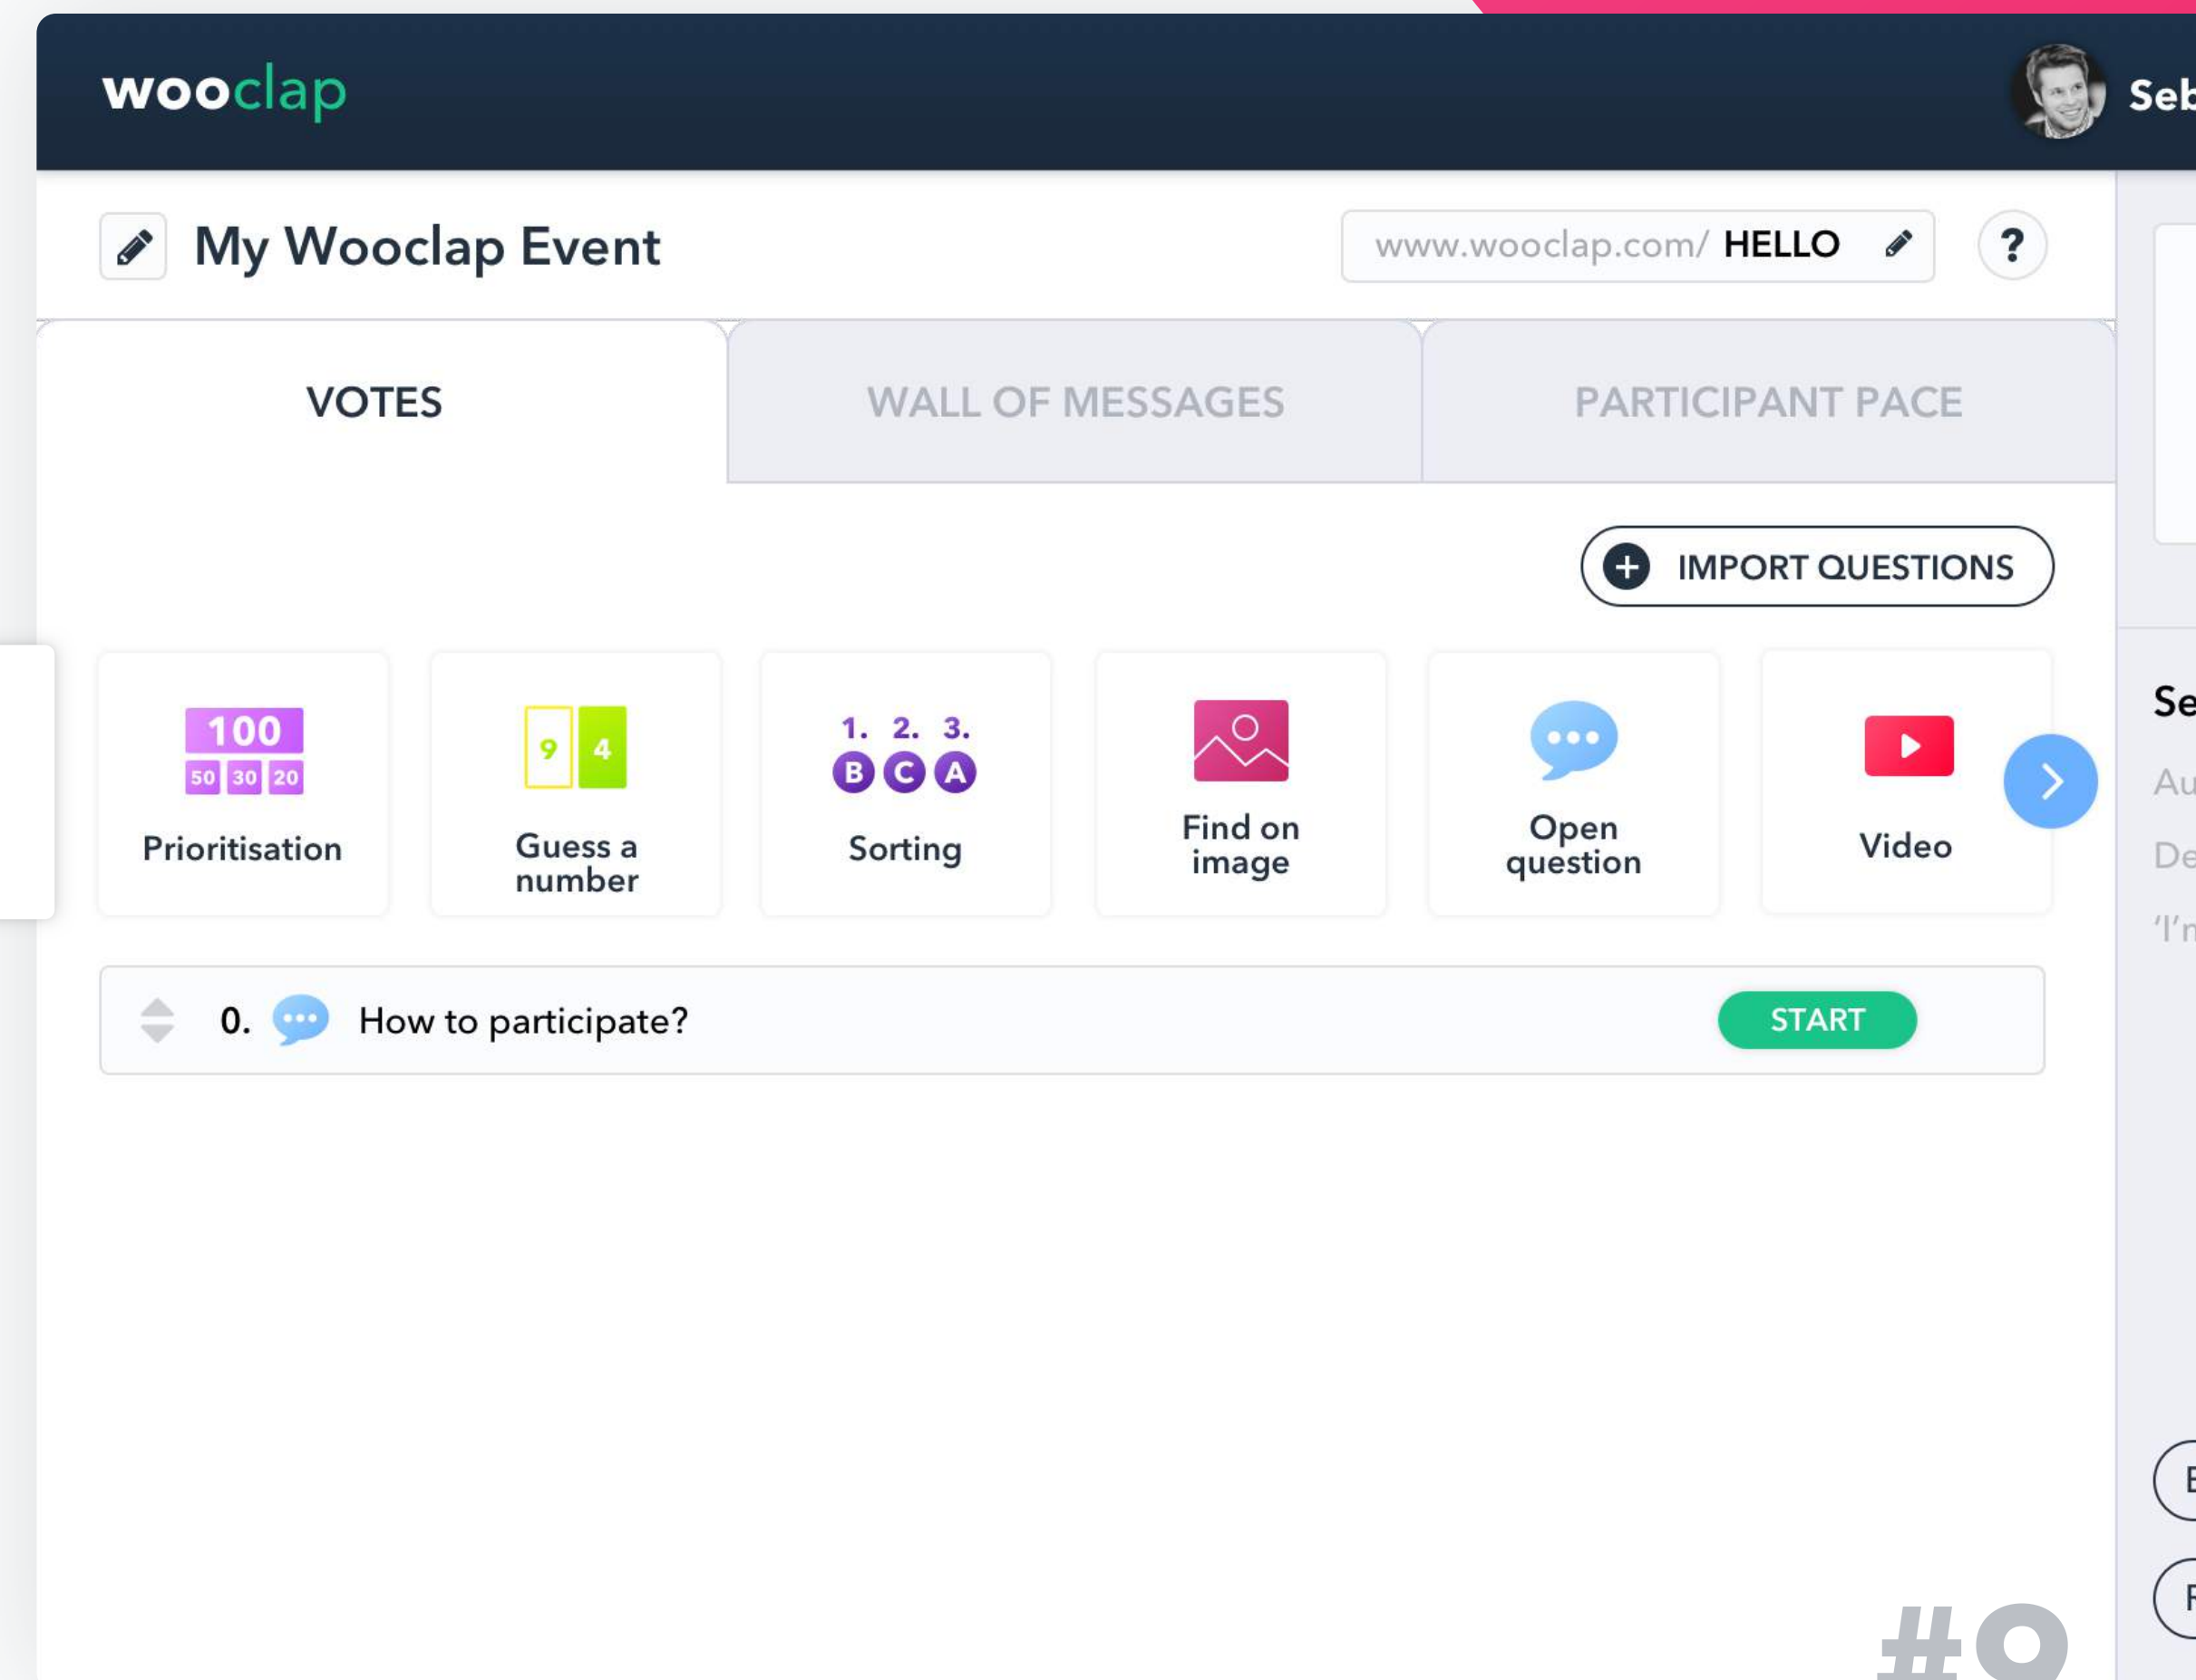 wooclap
My Wooclap Event
www.wooclap.com/ HELLO
?
VOTES
WALL OF MESSAGES
PARTICIPANT PACE
+ IMPORT QUESTIONS
100
50 30 20
Prioritisation
9 4
Guess a
number
1. 2. 3.
B C A
Sorting
Find on
image
Open
question
Video
0. How to participate?
START